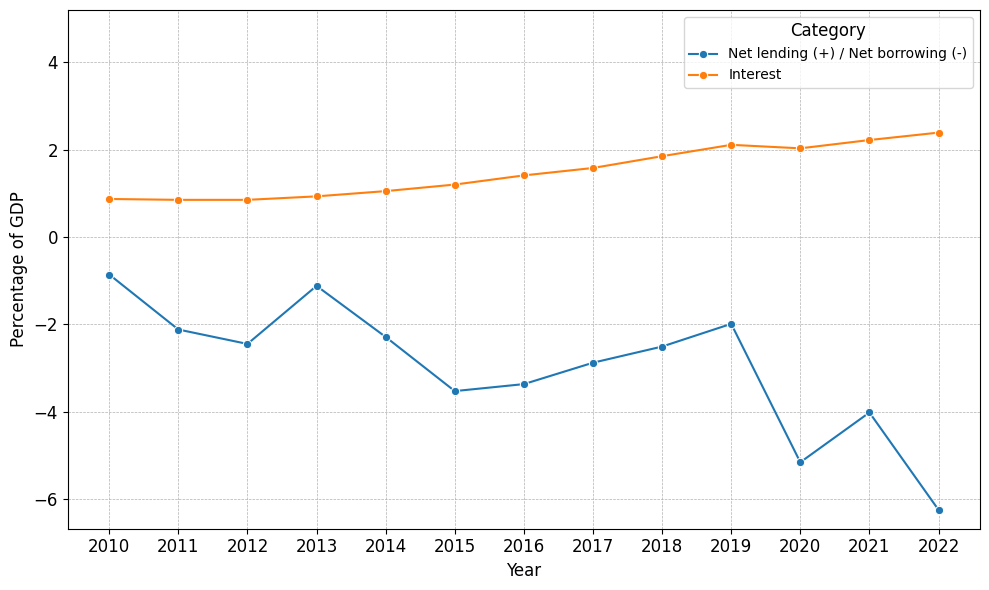 Category
Net lending (+) / Net borrowing (-)
Interest
Percentage of GDP
4
2
0
−2
−4
−6
2010 2011 2012 2013 2014 2015 2016 2017 2018 2019 2020 2021 2022
Year